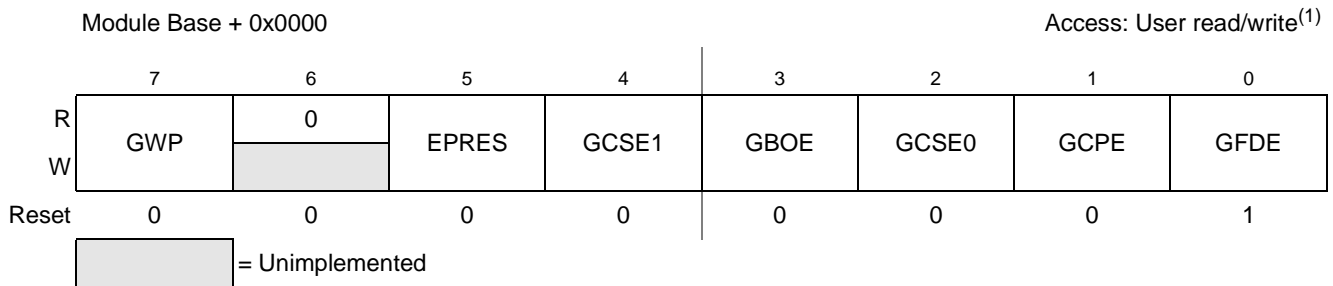 Module Base + 0x0000 Access: User read/write(1)
7 6 5 4 3 2 1 0
R GWP 0 EPRES GCSE1 GBOE GCSE0 GCPE GFDE
W
Reset 0 0 0 0 0 0 0 1
= Unimplemented